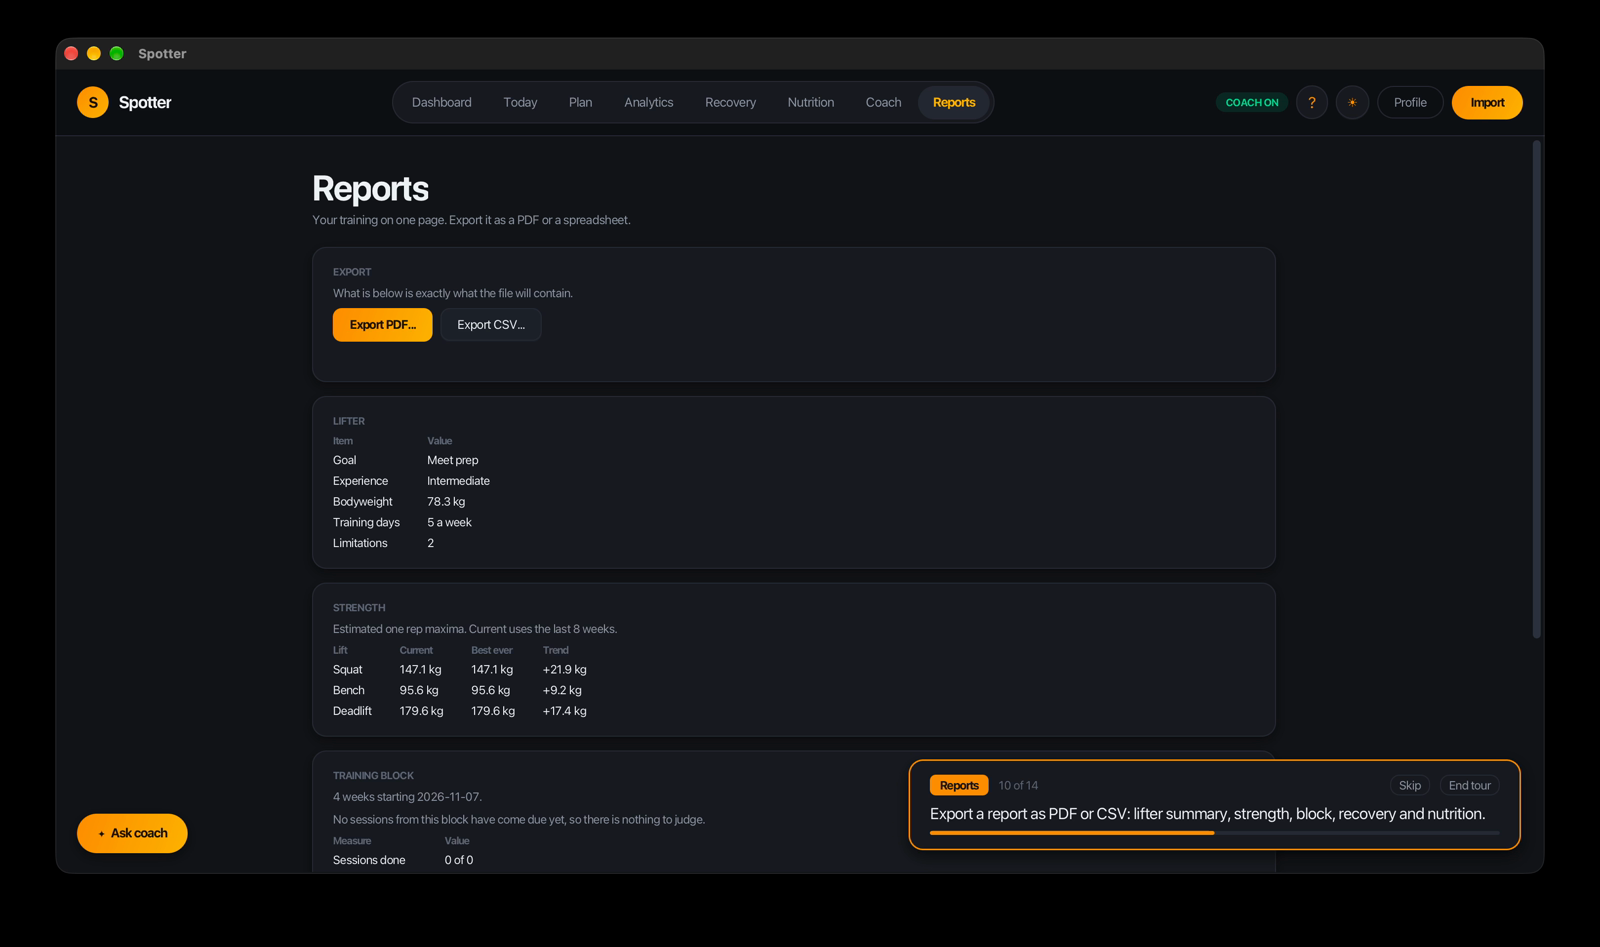 Spotter
S Spotter
Dashboard Today Plan Analytics Recovery Nutrition Coach Reports
COACH ON ? Profile Import
Reports
Your training on one page. Export it as a PDF or a spreadsheet.
EXPORT
What is below is exactly what the file will contain.
Export PDF... Export CSV...
LIFTER
Item Value
Goal Meet prep
Experience Intermediate
Bodyweight 78.3 kg
Training days 5 a week
Limitations 2
STRENGTH
Estimated one rep maxima. Current uses the last 8 weeks.
Lift Current Best ever Trend
Squat 147.1 kg 147.1 kg +21.9 kg
Bench 95.6 kg 95.6 kg +9.2 kg
Deadlift 179.6 kg 179.6 kg +17.4 kg
TRAINING BLOCK
4 weeks starting 2026-11-07.
No sessions from this block have come due yet, so there is nothing to judge.
Measure Value
Sessions done 0 of 0
Ask coach
Reports 10 of 14 Skip End tour
Export a report as PDF or CSV: lifter summary, strength, block, recovery and nutrition.